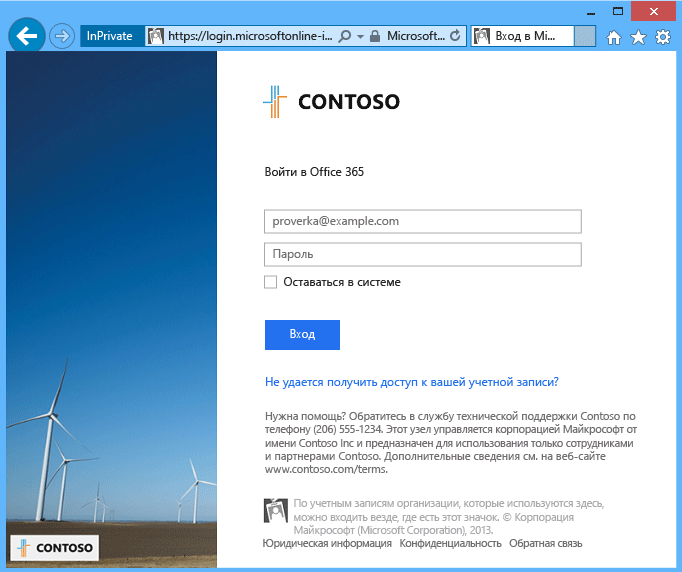 InPrivate
https://login.microsoftonline-i...
Microsoft...
Вход в Mi...
CONTOSO
Войти в Office 365
proverka@example.com
Пароль
Оставаться в системе
Вход
Не удается получить доступ к вашей учетной записи?
Нужна помощь? Обратитесь в службу технической поддержки Contoso по
телефону (206) 555-1234. Этот узел управляется корпорацией Майкрософт от
имени Contoso Inc и предназначен для использования только сотрудниками
и партнерами Contoso. Дополнительные сведения см. на веб-сайте
www.contoso.com/terms.
По учетным записям организации, которые используются здесь,
можно входить везде, где есть этот значок. © Корпорация
Майкрософт (Microsoft Corporation), 2013.
Юридическая информация Конфиденциальность Обратная связь
CONTOSO